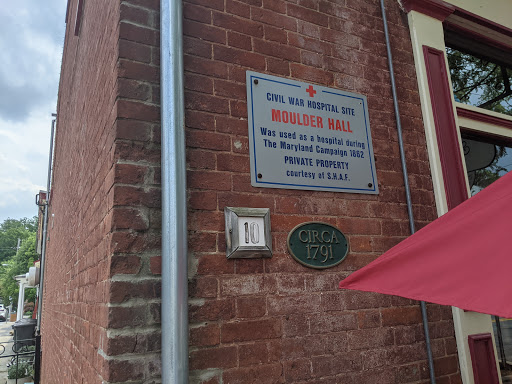 CIVIL WAR HOSPITAL SITE
MOULDER HALL
Was used as a hospital during
The Maryland Campaign 1862
PRIVATE PROPERTY
courtesy of S.H.A.F.
10
CIRCA
1791